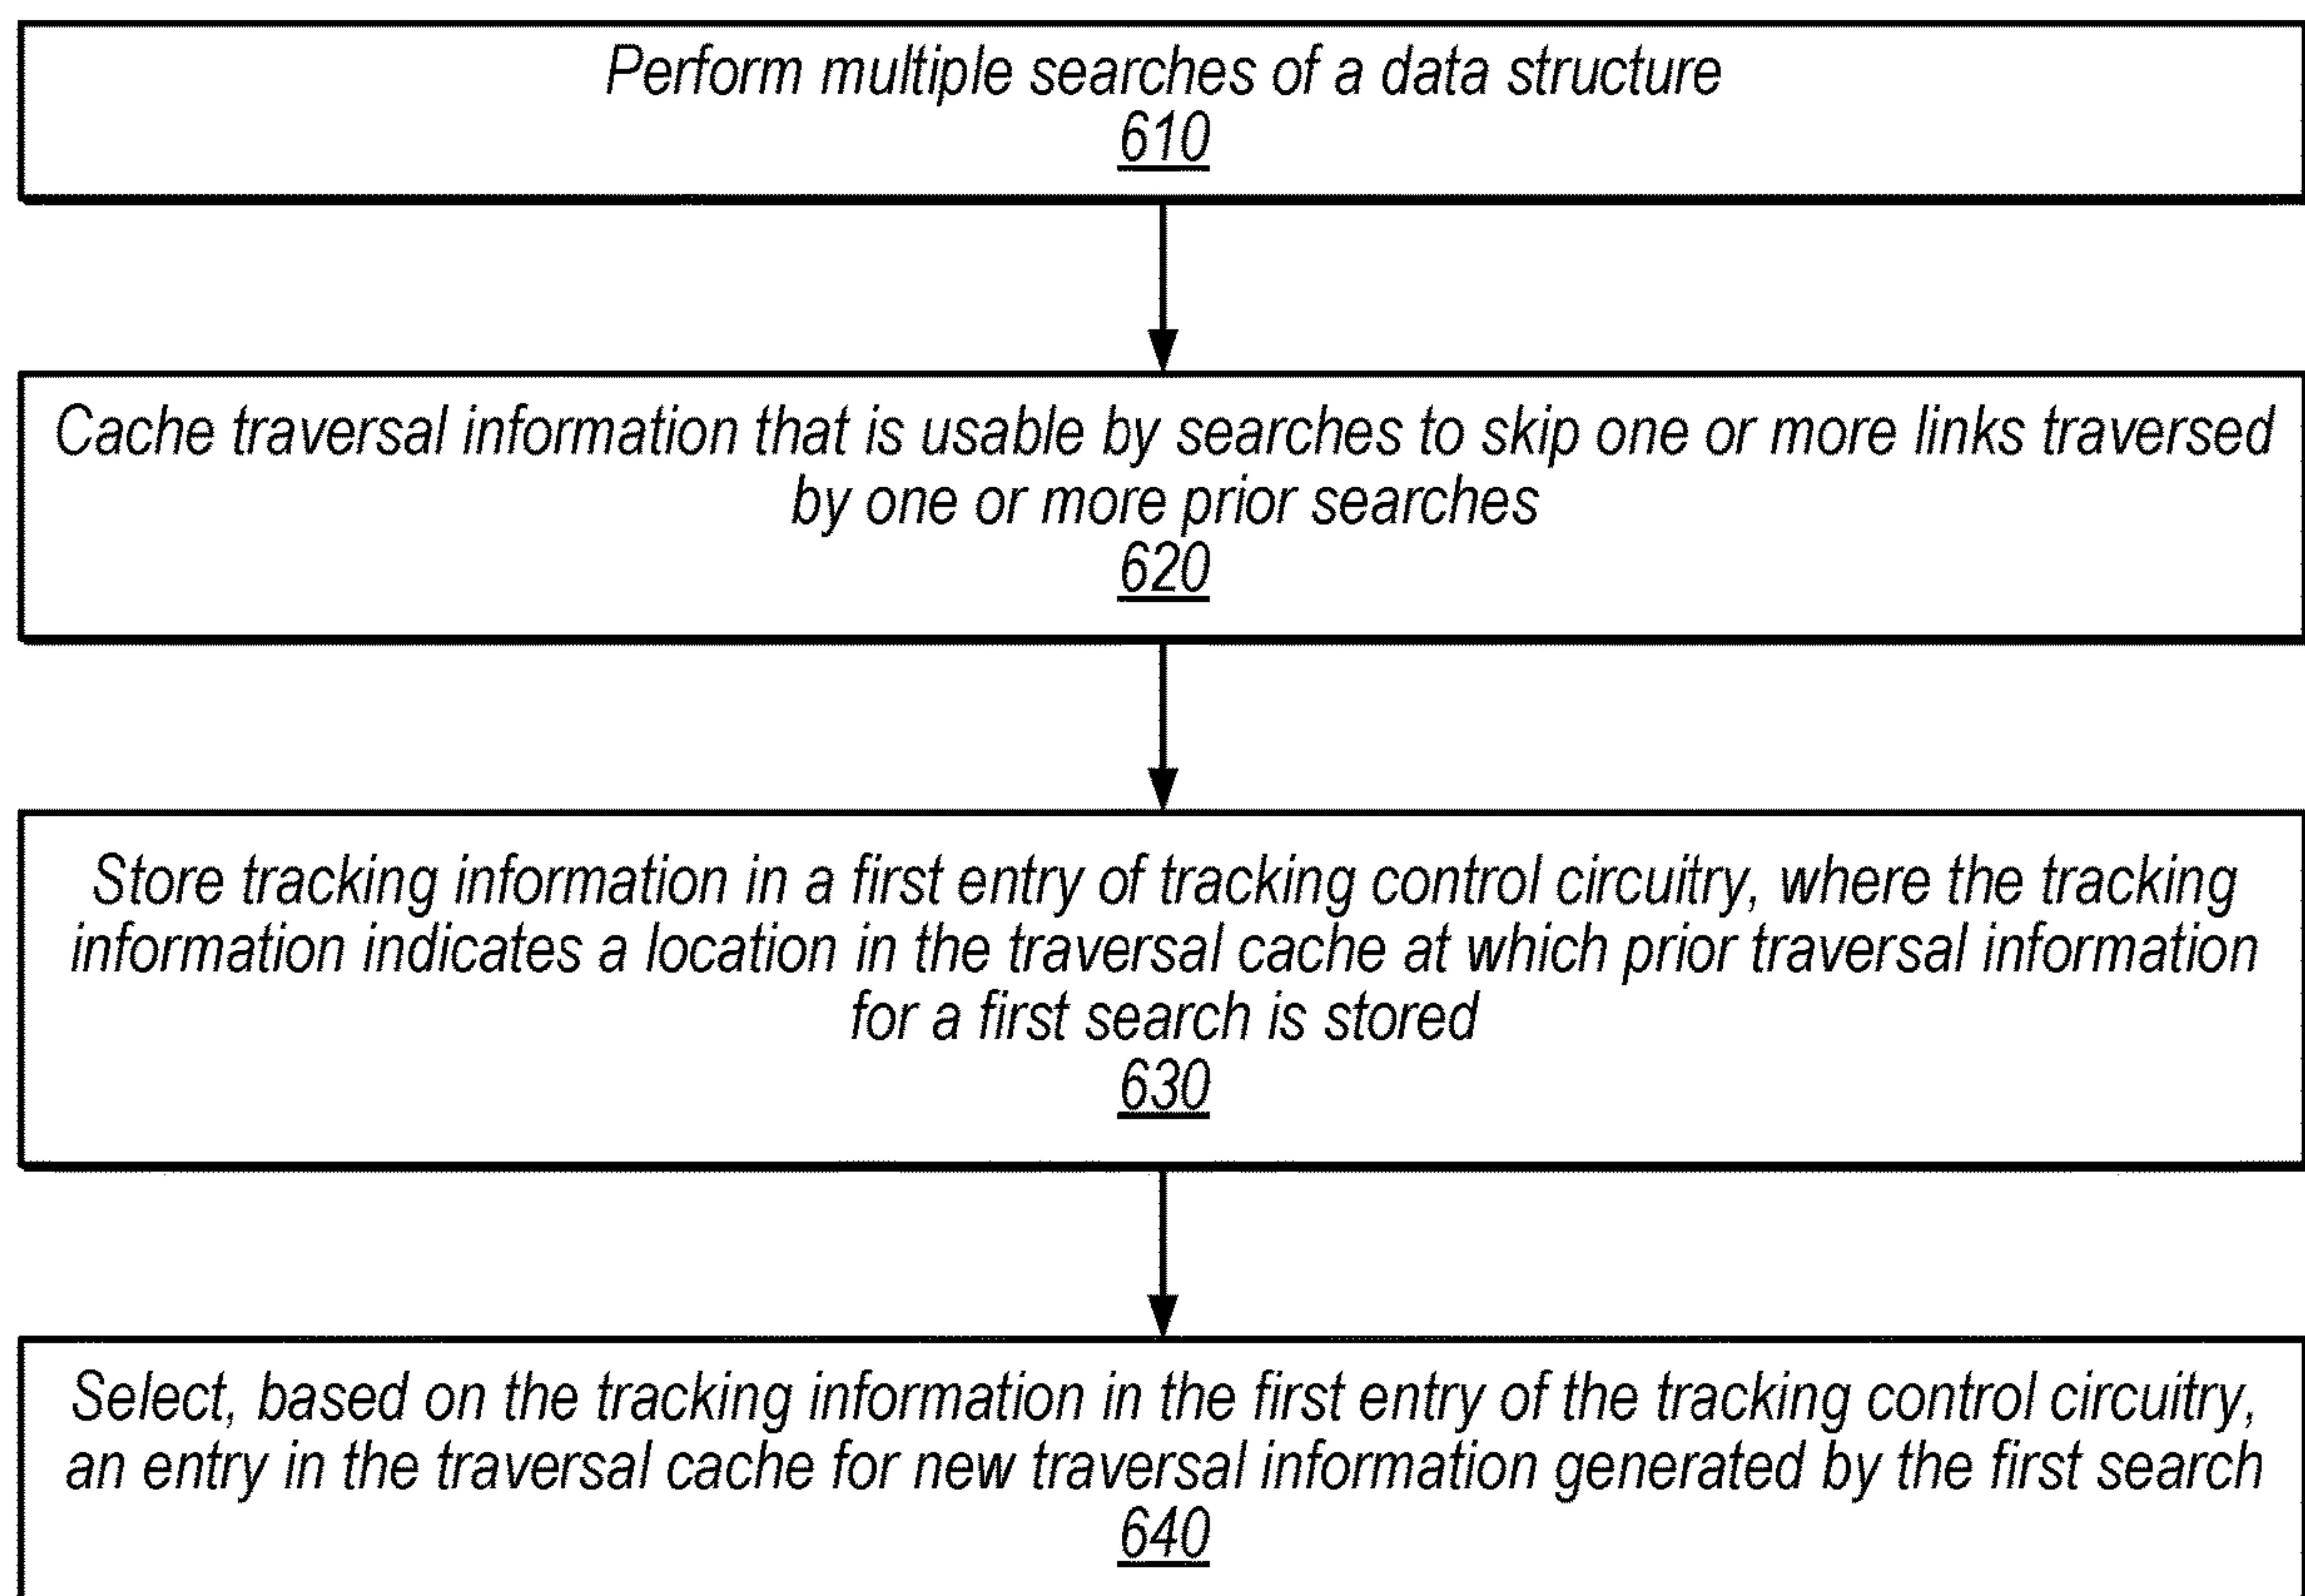 Perform multiple searches of a data structure
610
Cache traversal information that is usable by searches to skip one or more links traversed
by one or more prior searches
620
Store tracking information in a first entry of tracking control circuitry, where the tracking
information indicates a location in the traversal cache at which prior traversal information
for a first search is stored
630
Select, based on the tracking information in the first entry of the tracking control circuitry,
an entry in the traversal cache for new traversal information generated by the first search
640